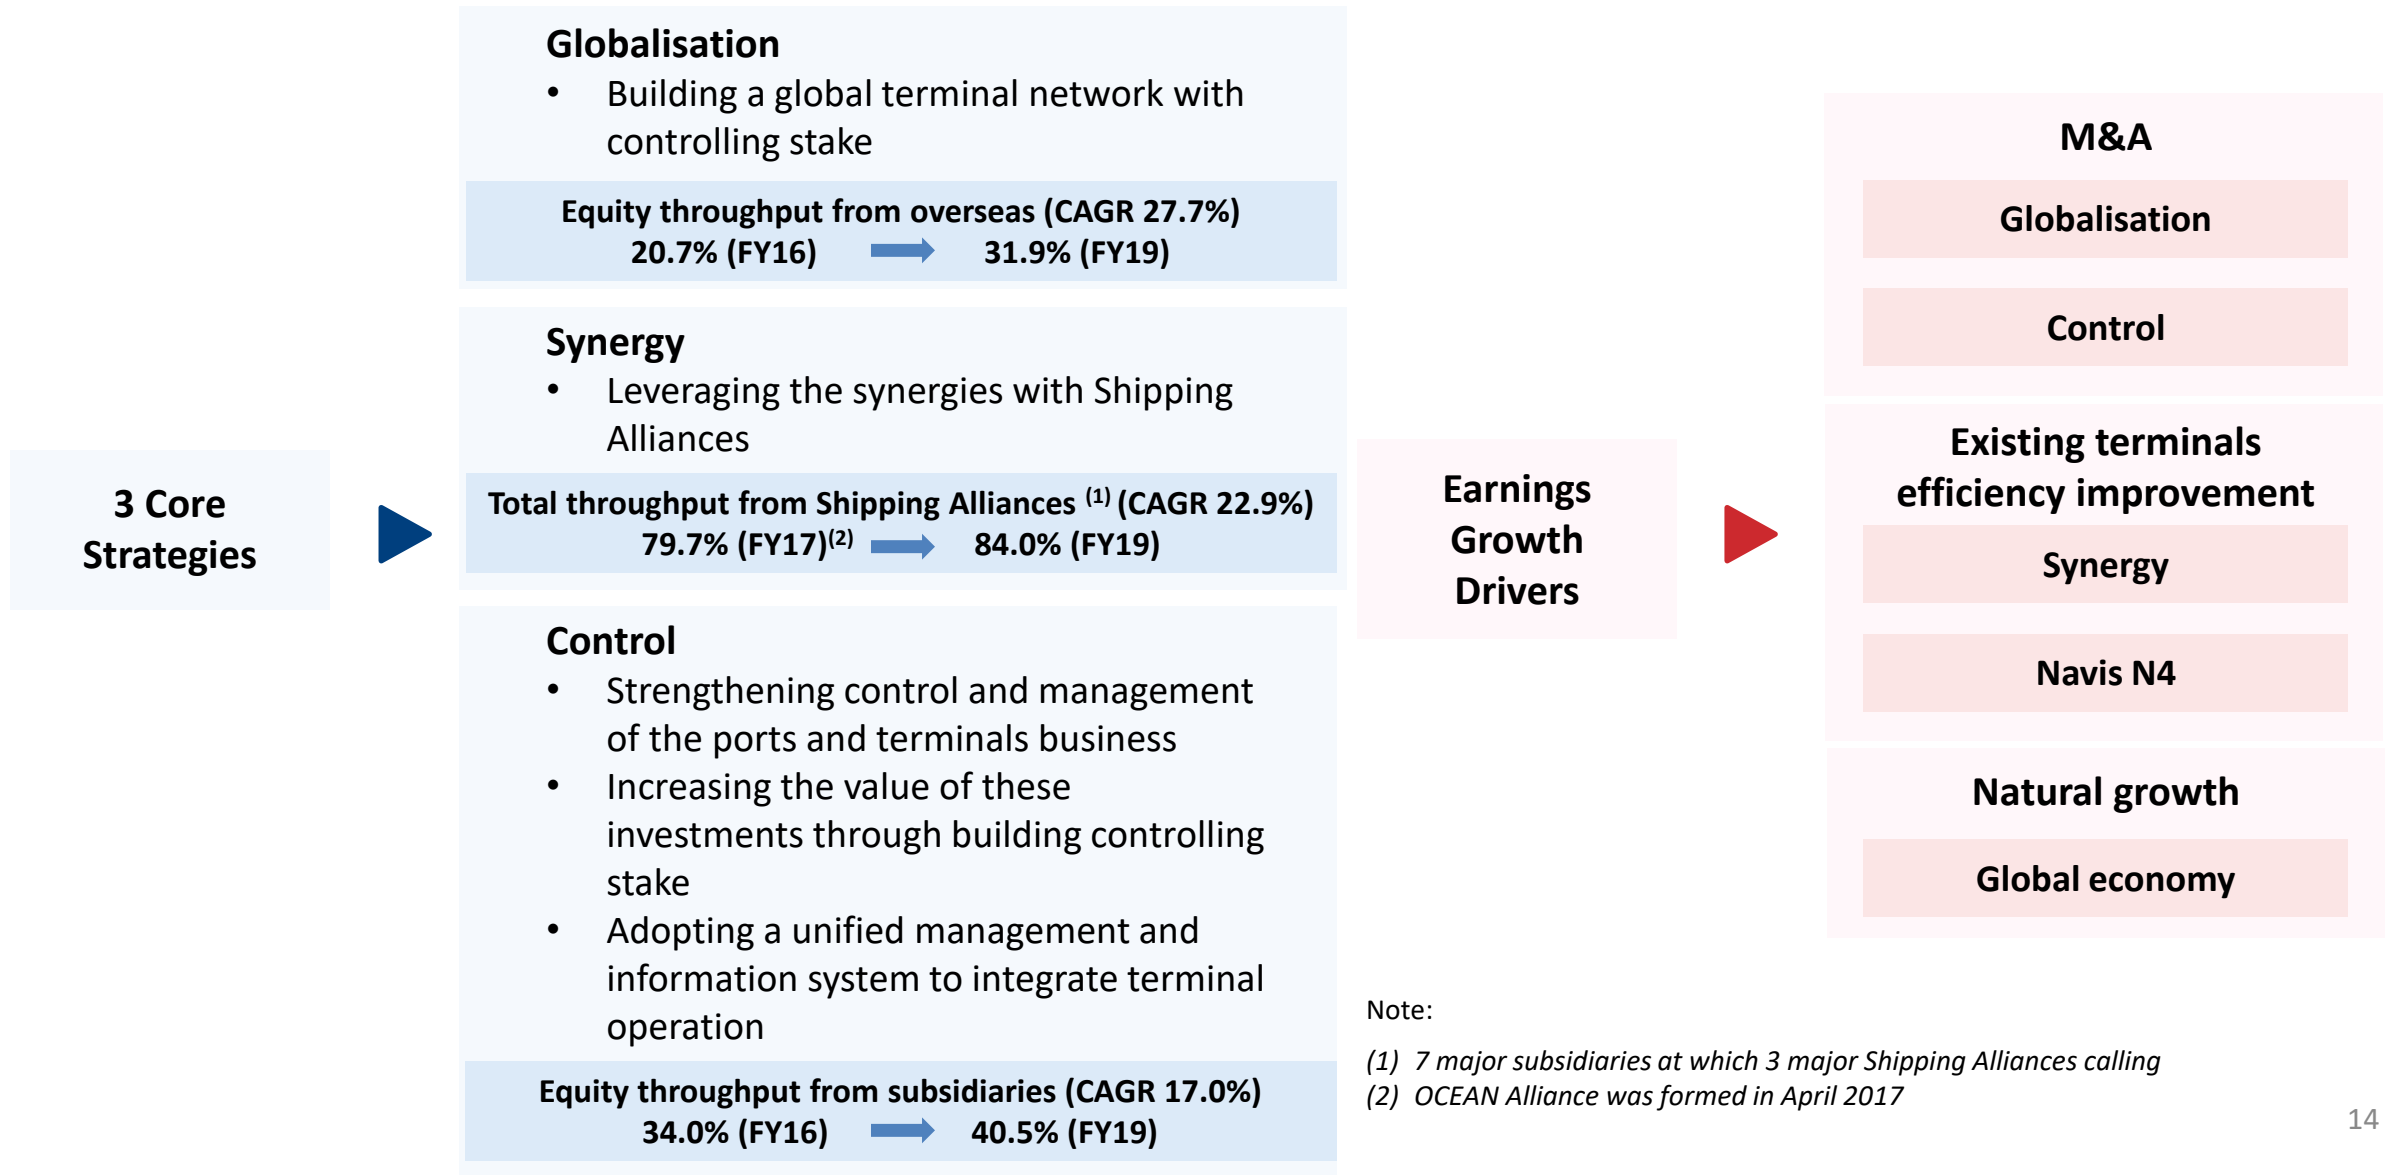 3 Core
Strategies
Globalisation
• Building a global terminal network with
controlling stake
Equity throughput from overseas (CAGR 27.7%)
20.7% (FY16) 31.9% (FY19)
Synergy
• Leveraging the synergies with Shipping
Alliances
Total throughput from Shipping Alliances (1) (CAGR 22.9%)
79.7% (FY17)(2) 84.0% (FY19)
Control
• Strengthening control and management
of the ports and terminals business
• Increasing the value of these
investments through building controlling
stake
• Adopting a unified management and
information system to integrate terminal
operation
Equity throughput from subsidiaries (CAGR 17.0%)
34.0% (FY16) 40.5% (FY19)
Earnings
Growth
Drivers
M&A
Globalisation
Control
Existing terminals
efficiency improvement
Synergy
Navis N4
Natural growth
Global economy
Note:
(1) 7 major subsidiaries at which 3 major Shipping Alliances calling
(2) OCEAN Alliance was formed in April 2017
14